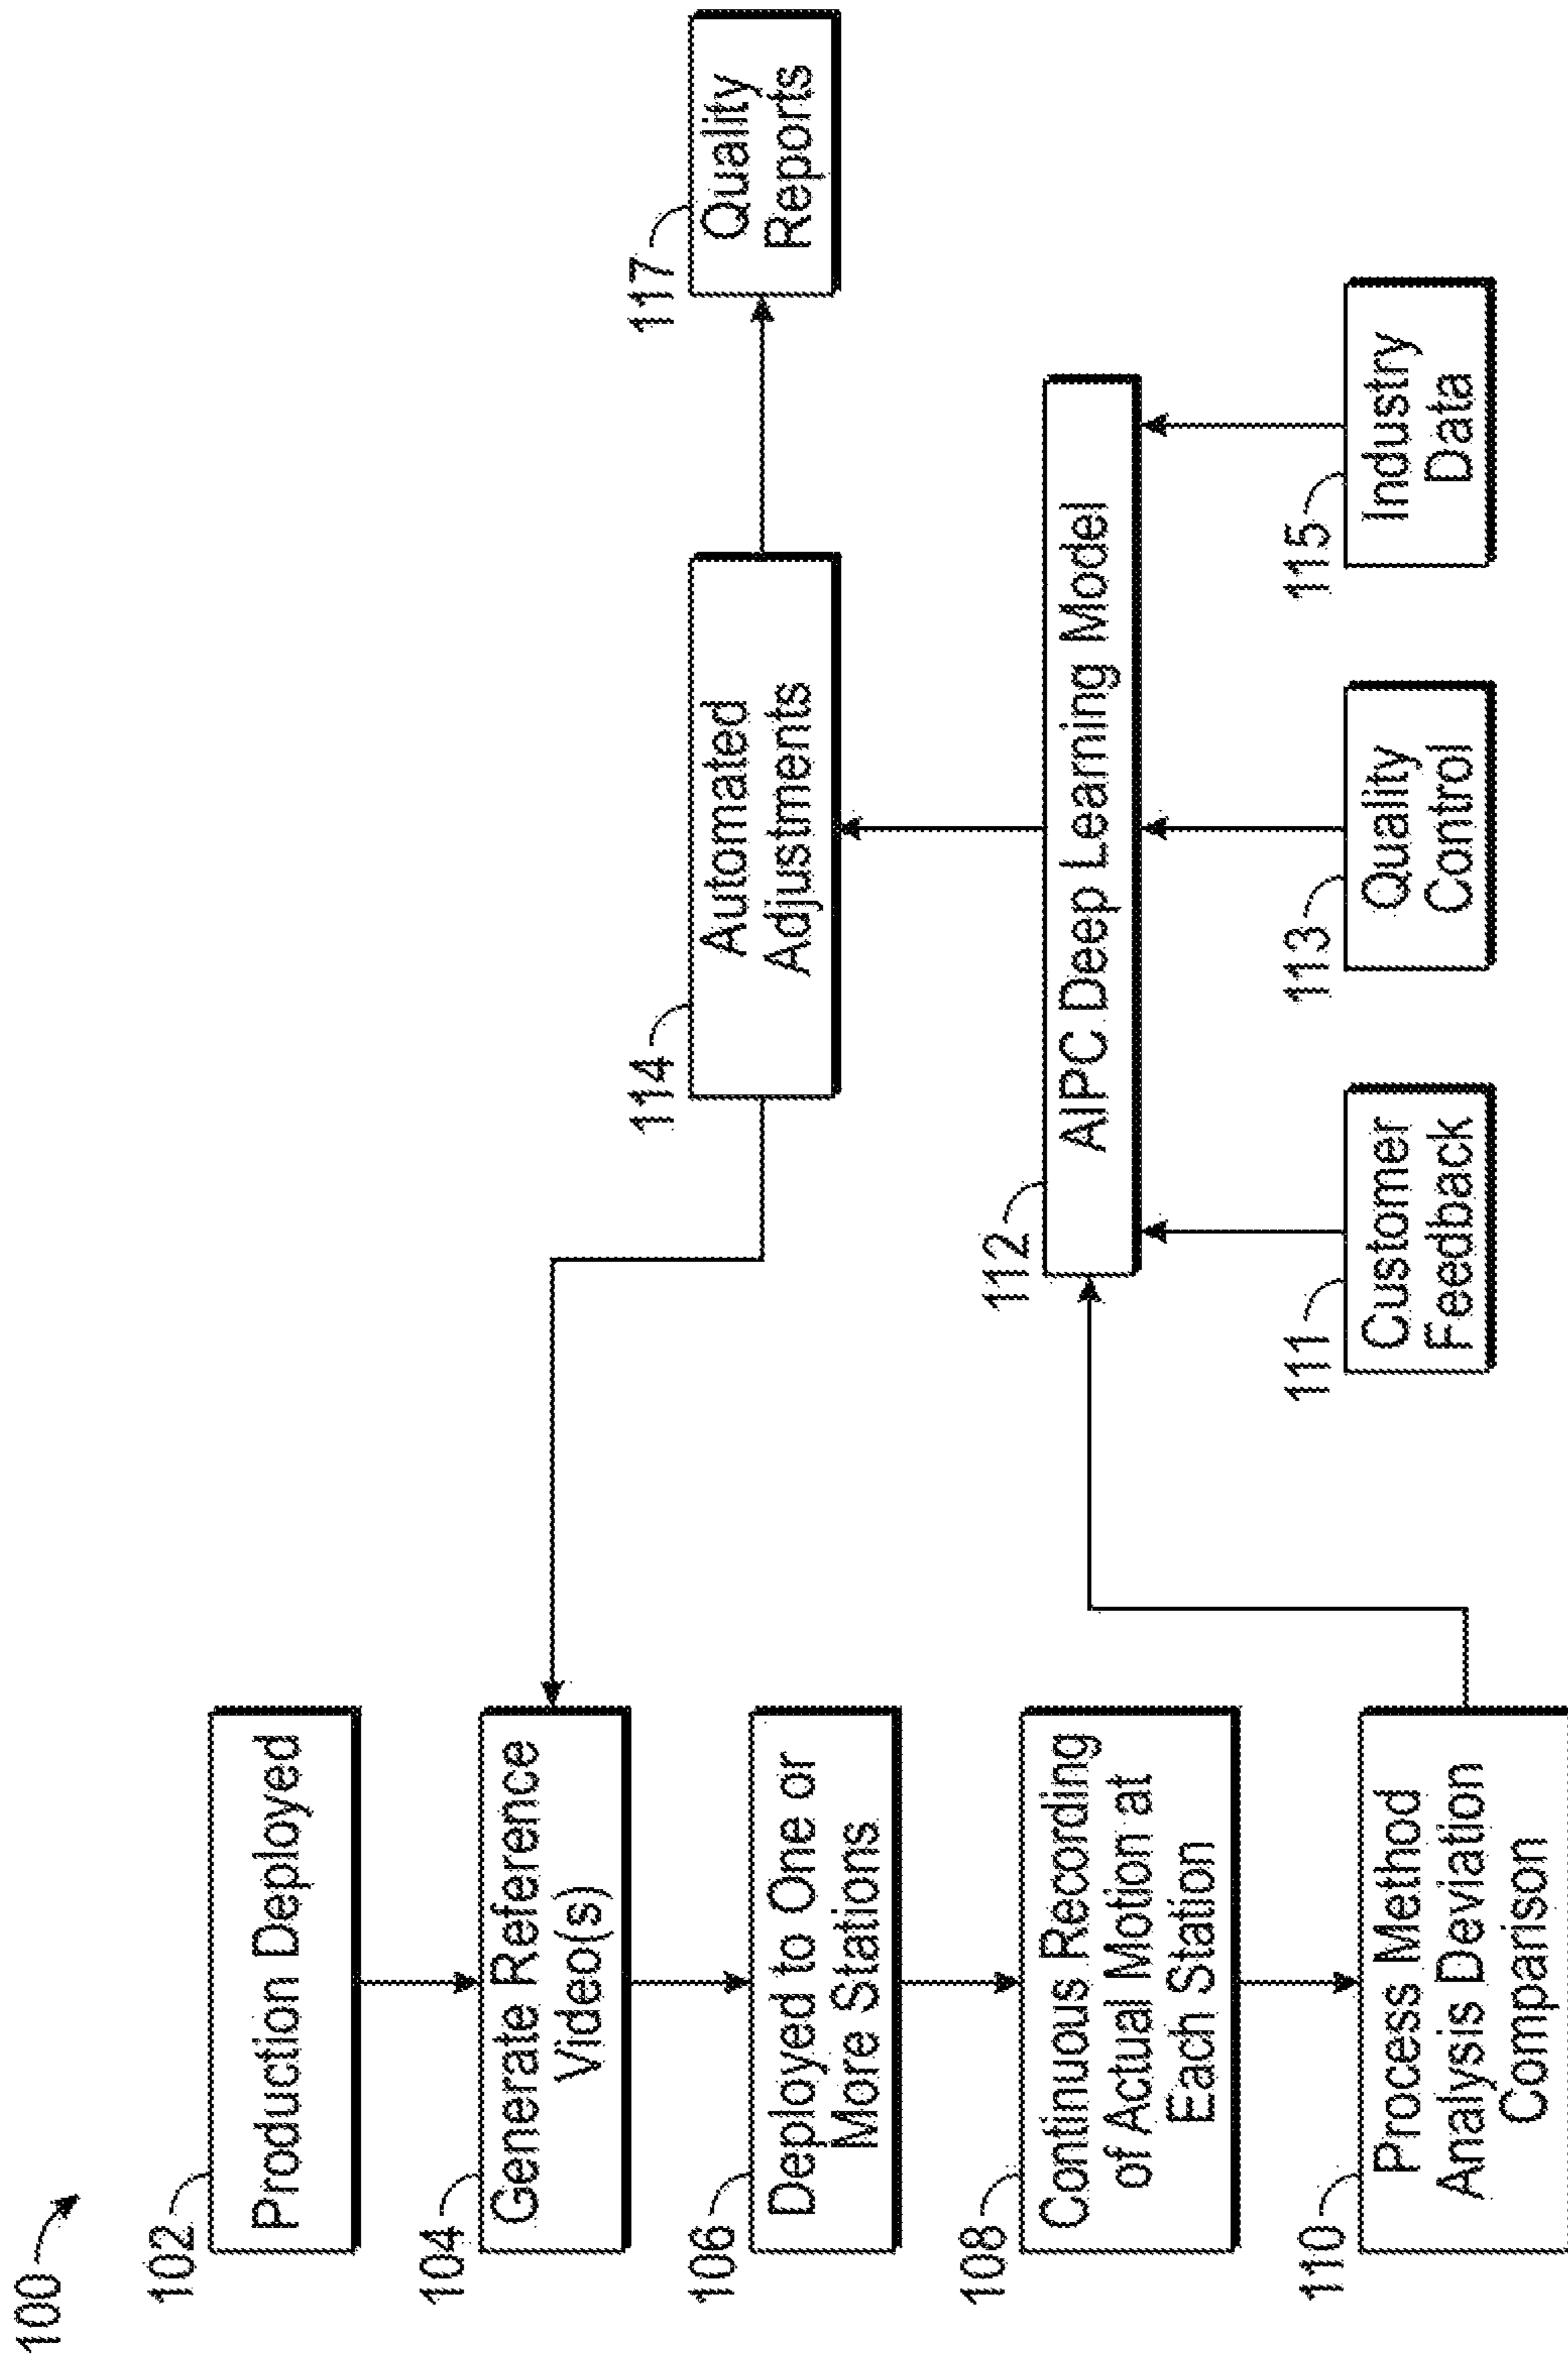 100
102
Production Deployed
104
Generate Reference
Video(s)
106
Deployed to One or
More Stations
108
Continuous Recording
of Actual Motion at
Each Station
110
Process Method
Analysis Deviation
Comparison
114
Automated
Adjustments
117
Quality
Reports
112
AIPC Deep Learning Model
111
Customer
Feedback
113
Quality
Control
115
Industry
Data